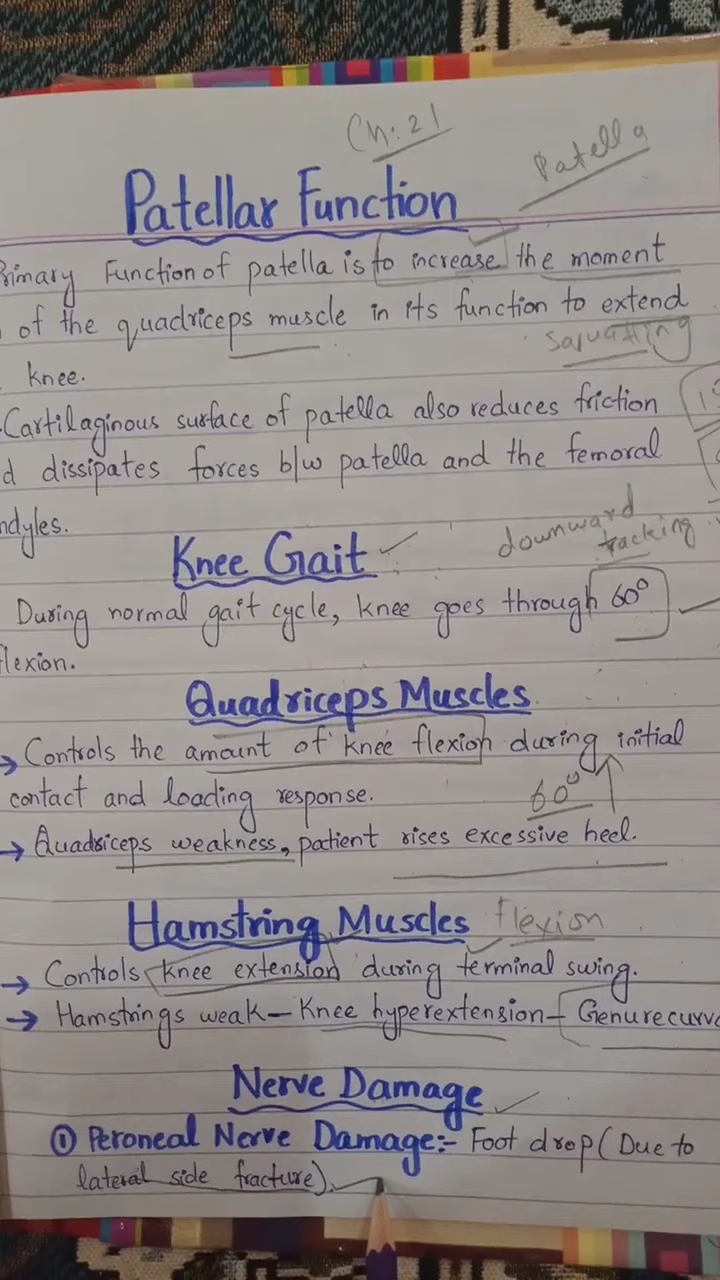 Ch:21
Patella
Patellar Function
Primary Function of patella is to increase the moment
of the quadriceps muscle in its function to extend
squatting
knee.
Cartilaginous surface of patella also reduces friction
d dissipates forces b/w patella and the femoral
ndyles.
downward
tracking
Knee Gait
During normal gait cycle, knee goes through 60°
flexion.
Quadriceps Muscles
→ Controls the amount of knee flexion during initial
contact and loading response.
60°
→ Quadriceps weakness, patient rises excessive heel.
Hamstring Muscles flexion
→ Controls knee extension during terminal swing.
→ Hamstrings weak – Knee hyperextension – Genurecurva
Nerve Damage
① Peroneal Nerve Damage:- Foot drop (Due to
lateral side fracture).